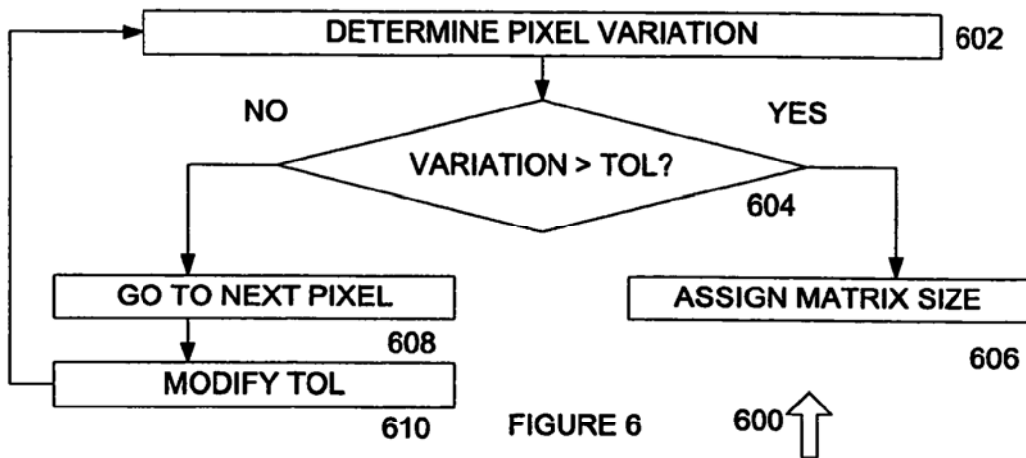 DETERMINE PIXEL VARIATION
602
NO
YES
VARIATION > TOL?
604
GO TO NEXT PIXEL
608
ASSIGN MATRIX SIZE
606
MODIFY TOL
610
FIGURE 6
600